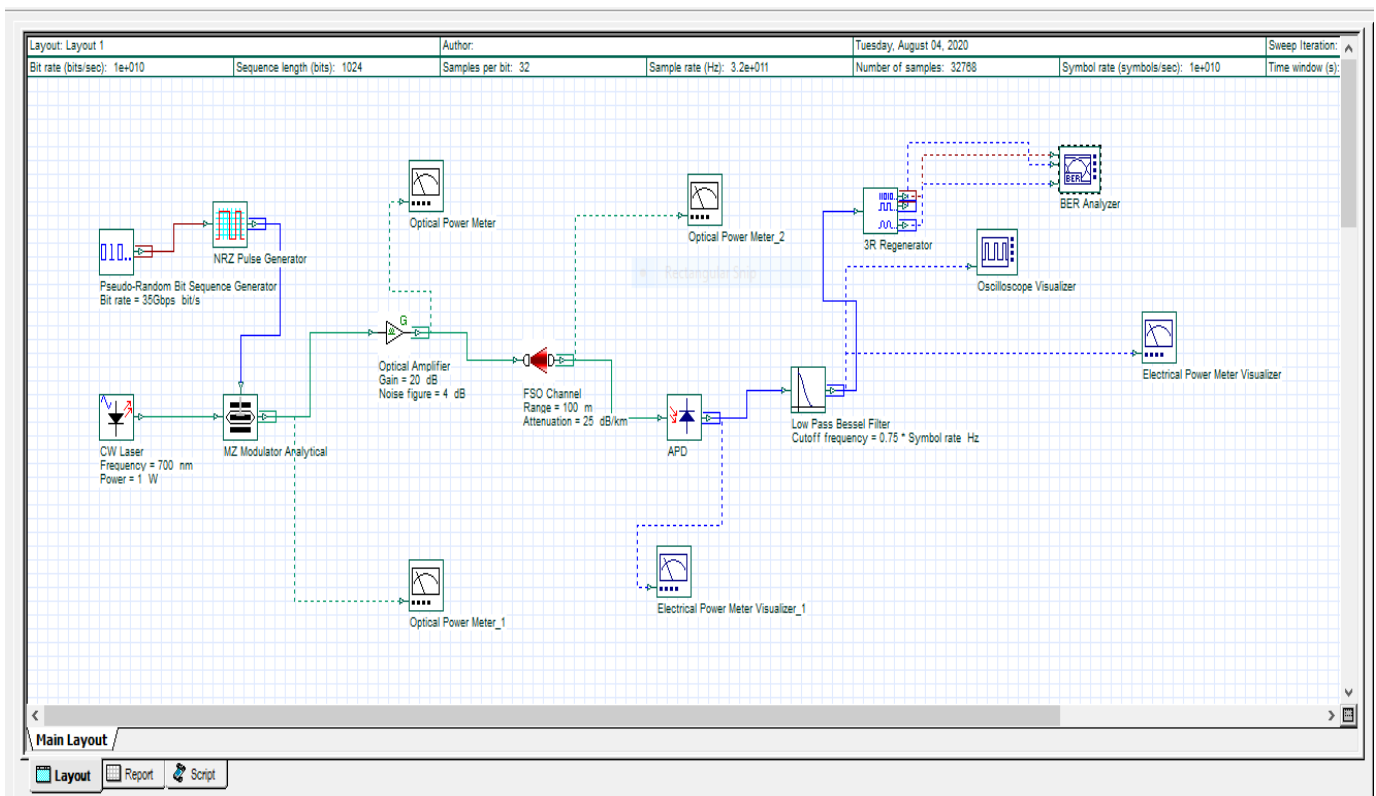 Layout: Layout 1
Author:
Tuesday, August 04, 2020
Sweep Iteration:
Bit rate (bits/sec): 1e+010
Sequence length (bits): 1024
Samples per bit: 32
Sample rate (Hz): 3.2e+011
Number of samples: 32768
Symbol rate (symbols/sec): 1e+010
Time window (s):
BER
BER Analyzer
Optical Power Meter
Optical Power Meter_2
3R Regenerator
NRZ Pulse Generator
Rectangular Snip
Oscilloscope Visualizer
Pseudo-Random Bit Sequence Generator
Bit rate = 35Gbps bit/s
G
Optical Amplifier
Gain = 20 dB
Noise figure = 4 dB
FSO Channel
Range = 100 m
Attenuation = 25 dB/km
Electrical Power Meter Visualizer
Low Pass Bessel Filter
Cutoff frequency = 0.75 * Symbol rate Hz
CW Laser
Frequency = 700 nm
Power = 1 W
MZ Modulator Analytical
APD
Electrical Power Meter Visualizer_1
Optical Power Meter_1
Main Layout
Layout
Report
Script